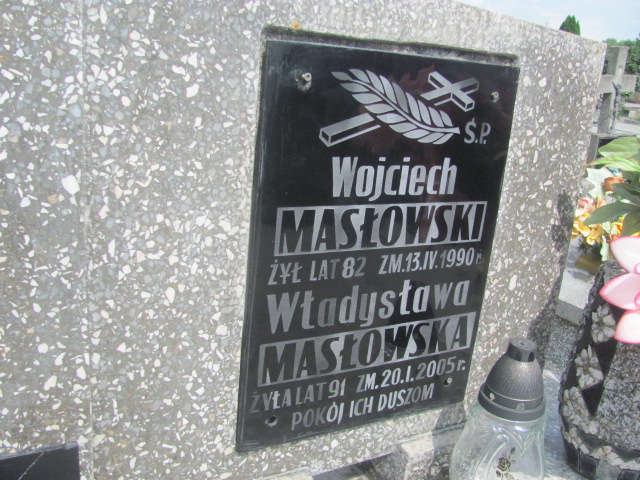 Ś.P.
Wojciech
MASŁOWSKI
ŻYŁ LAT 82 ZM. 13.IV.1990 r.
Władysława
MASŁOWSKA
ŻYŁA LAT 91 ZM. 20.I.2005 r.
POKÓJ ICH DUSZOM